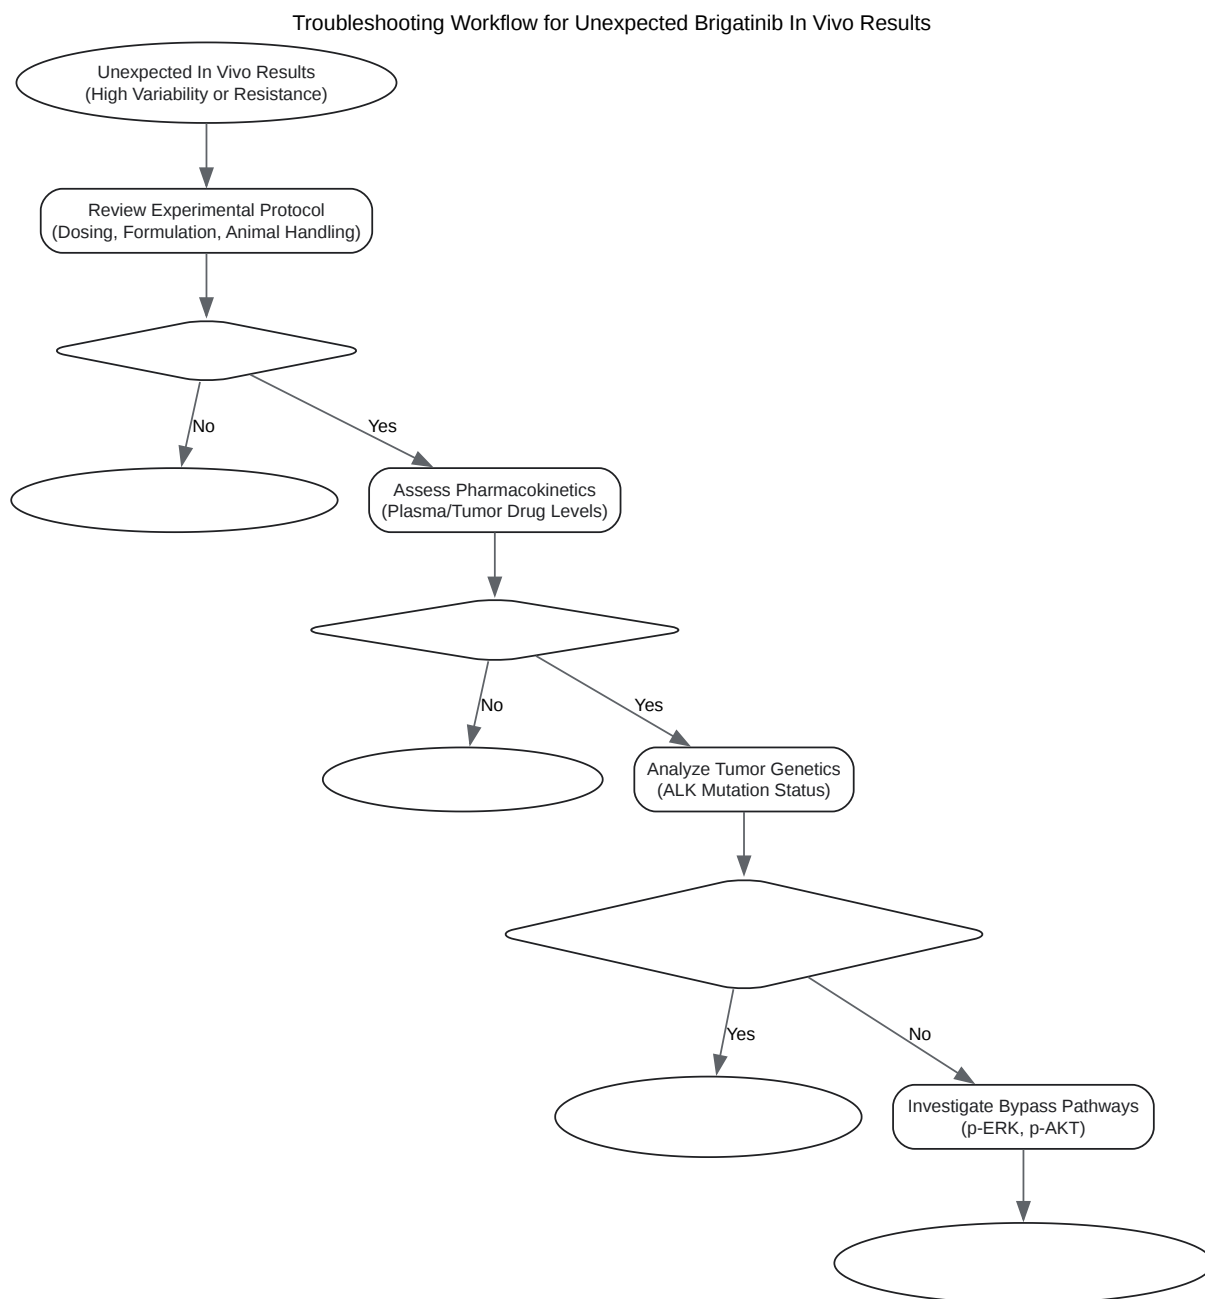 Troubleshooting Workflow for Unexpected Brigatinib In Vivo Results
Unexpected In Vivo Results
(High Variability or Resistance)
Review Experimental Protocol
(Dosing, Formulation, Animal Handling)
No
Yes
Assess Pharmacokinetics
(Plasma/Tumor Drug Levels)
No
Yes
Analyze Tumor Genetics
(ALK Mutation Status)
Yes
No
Investigate Bypass Pathways
(p-ERK, p-AKT)